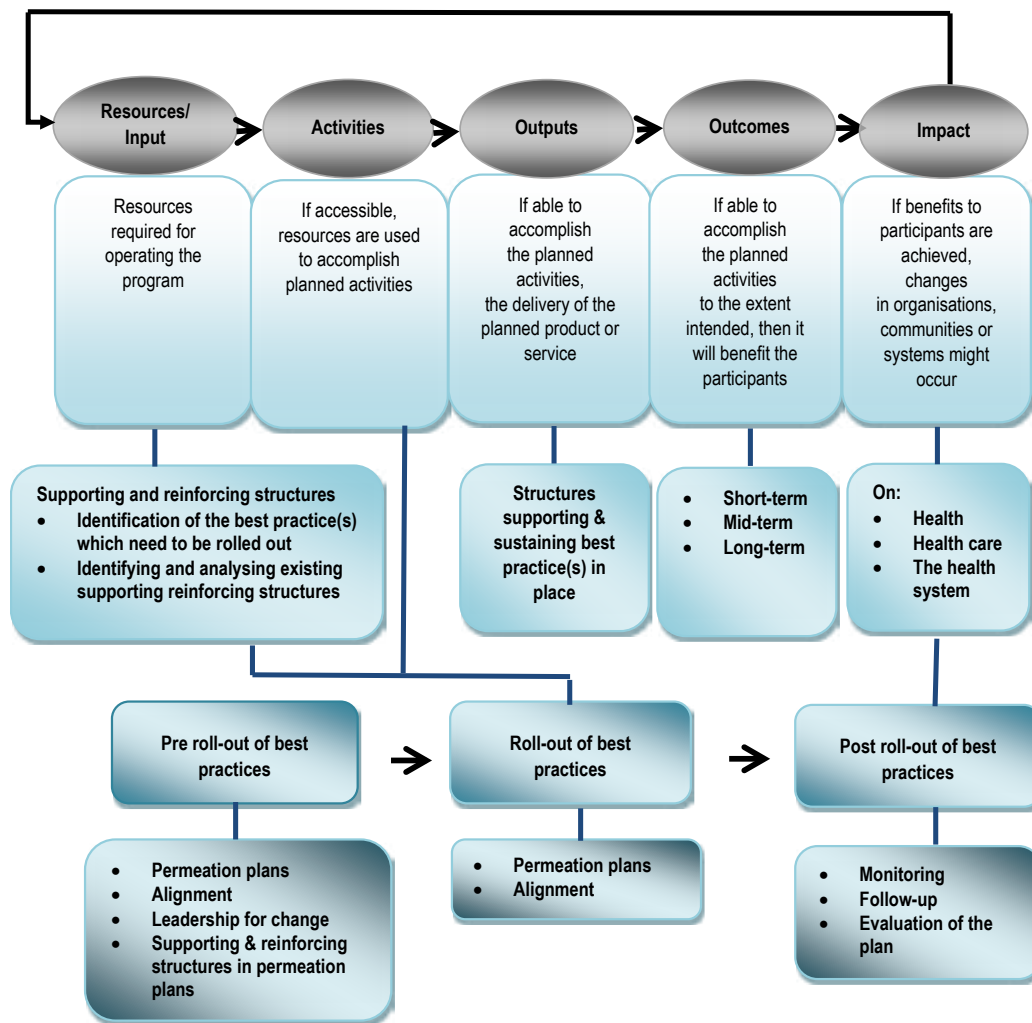 Resources/
Input
Activities
Outputs
Outcomes
Impact
Resources
required for
operating the
program
If accessible,
resources are used
to accomplish
planned activities
If able to
accomplish
the planned
activities,
the delivery of the
planned product or
service
If able to
accomplish
the planned
activities
to the extent
intended, then it
will benefit the
participants
If benefits to
participants are
achieved,
changes
in organisations,
communities or
systems might
occur
Supporting and reinforcing structures
• Identification of the best practice(s)
which need to be rolled out
• Identifying and analysing existing
supporting reinforcing structures
Structures
supporting &
sustaining best
practice(s) in
place
• Short-term
• Mid-term
• Long-term
On:
• Health
• Health care
• The health
system
Pre roll-out of best
practices
Roll-out of best
practices
Post roll-out of best
practices
• Permeation plans
• Alignment
• Leadership for change
• Supporting & reinforcing
structures in permeation
plans
• Permeation plans
• Alignment
• Monitoring
• Follow-up
• Evaluation of the
plan